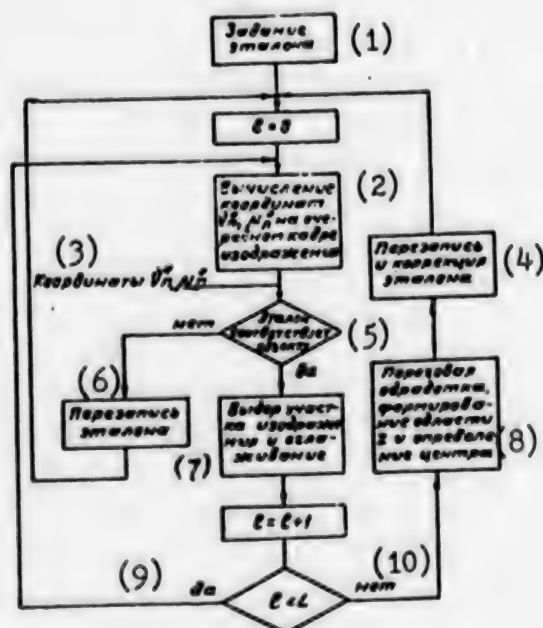 Задание
эталона
(1)
ℓ = 0
Вычисление
координат
на оче-
редном кадре
изображения
(2)
(3)
Координаты
Перезапись
и коррекция
эталона
(4)
Эталон
соответствует
объекту
(5)
нет
да
(6)
Перезапись
эталона
(7)
Выбор участ-
ка изображе-
ния и сгла-
живание
Пороговая
обработка,
формирова-
ние области
и определе-
ние центра
(8)
ℓ = ℓ + 1
(9)
да
ℓ < L
(10)
нет